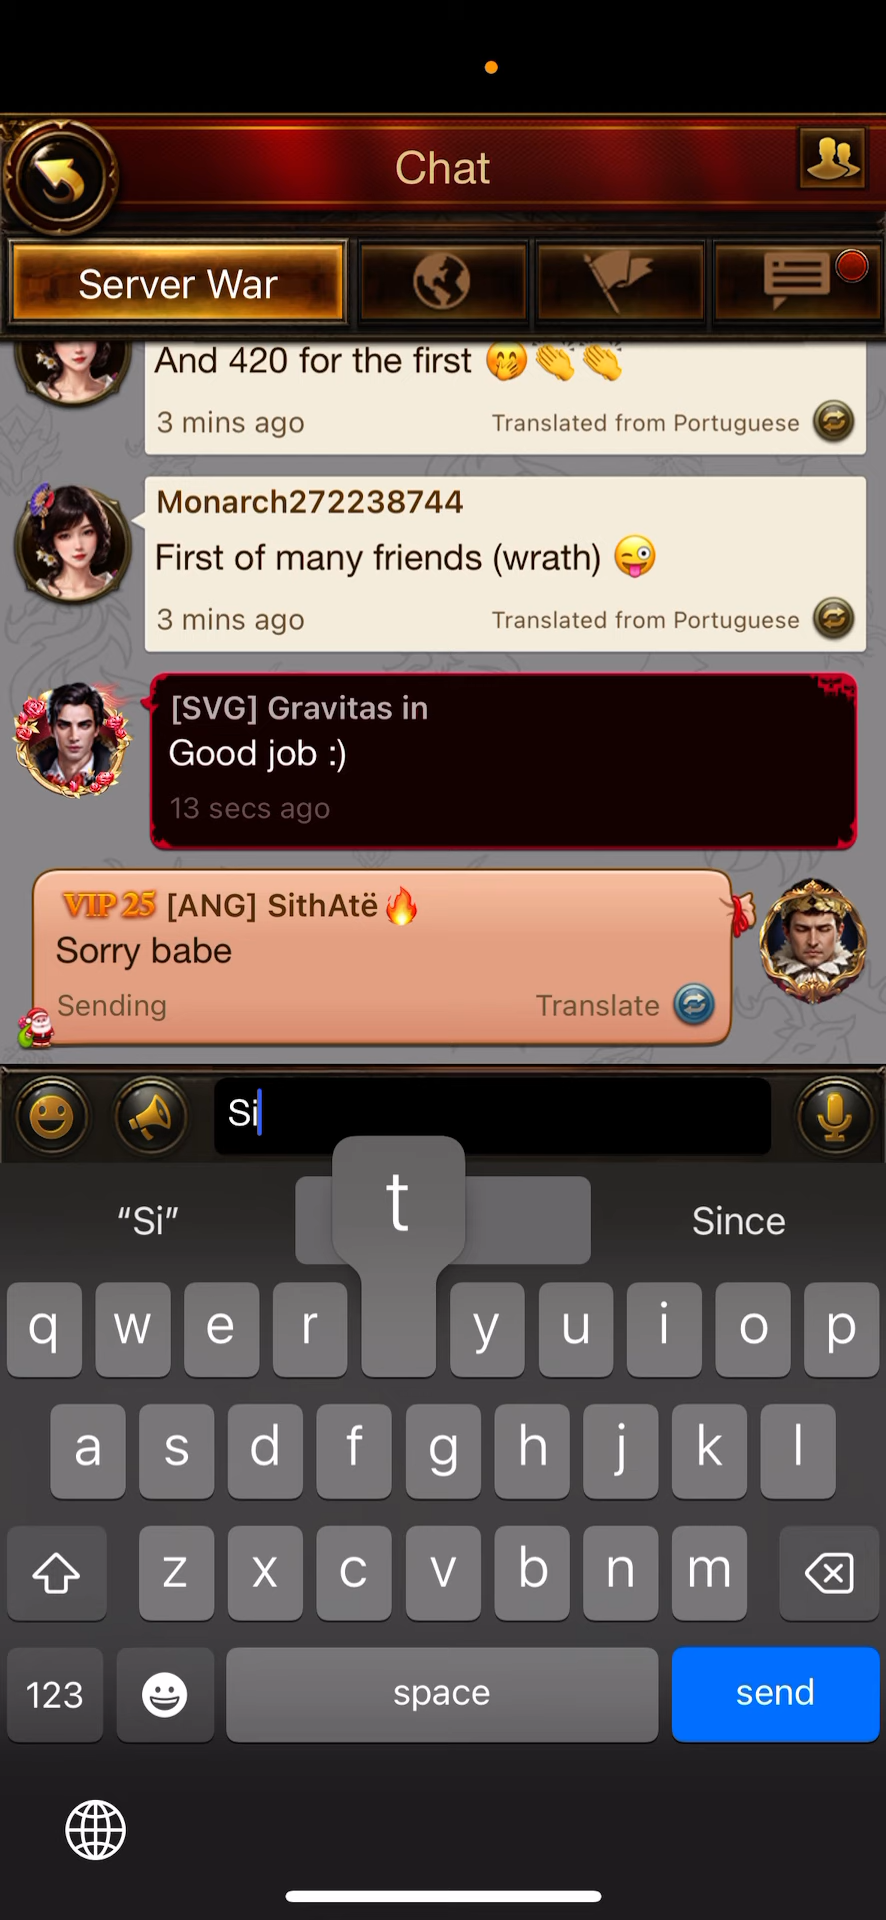 Chat
Server War
And 420 for the first 🤭👏👏
3 mins ago Translated from Portuguese
Monarch272238744
First of many friends (wrath) 😜
3 mins ago Translated from Portuguese
[SVG] Gravitas in
Good job :)
13 secs ago
VIP 25 [ANG] SithAtë🔥
Sorry babe
Sending Translate
Si
“Si” Since
t
q w e r y u i o p
a s d f g h j k l
z x c v b n m
123 space send